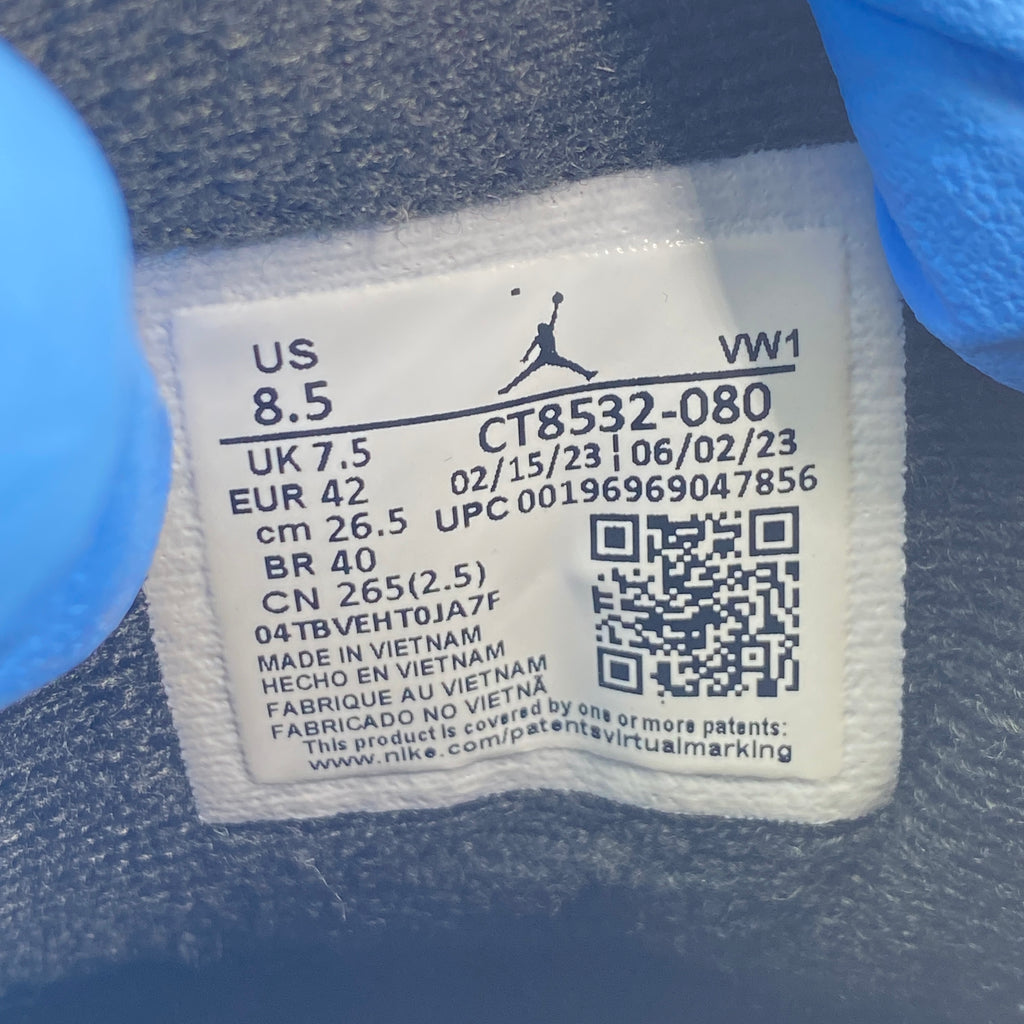 US
VW1
8.5
CT8532-080
UK 7.5
02/15/23 | 06/02/23
EUR 42
UPC 00196969047856
cm 26.5
BR 40
CN 265(2.5)
04TBVEHT0JA7F
MADE IN VIETNAM
HECHO EN VIETNAM
FABRIQUE AU VIETNAM
FABRICADO NO VIETNÃ
This product is covered by one or more patents:
www.nike.com/patentsvirtualmarking